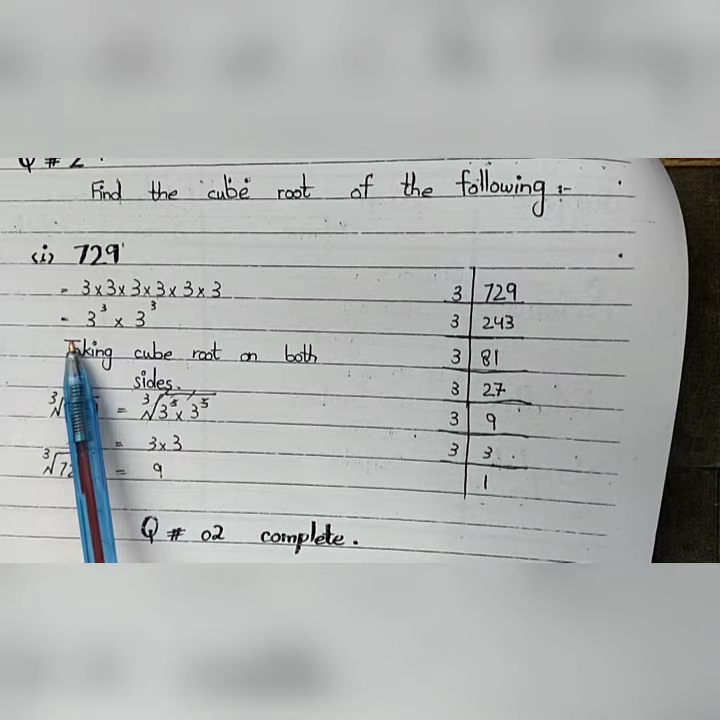 Q # 2
Find the cube root of the following :-
(i) 729
= 3×3×3×3×3×3
= 3³ × 3³
Taking cube root on both
sides.
∛ = ∛3³×3³
= 3×3
∛72 = 9
3 | 729
3 | 243
3 | 81
3 | 27
3 | 9
3 | 3
| 1
Q # 02 complete.